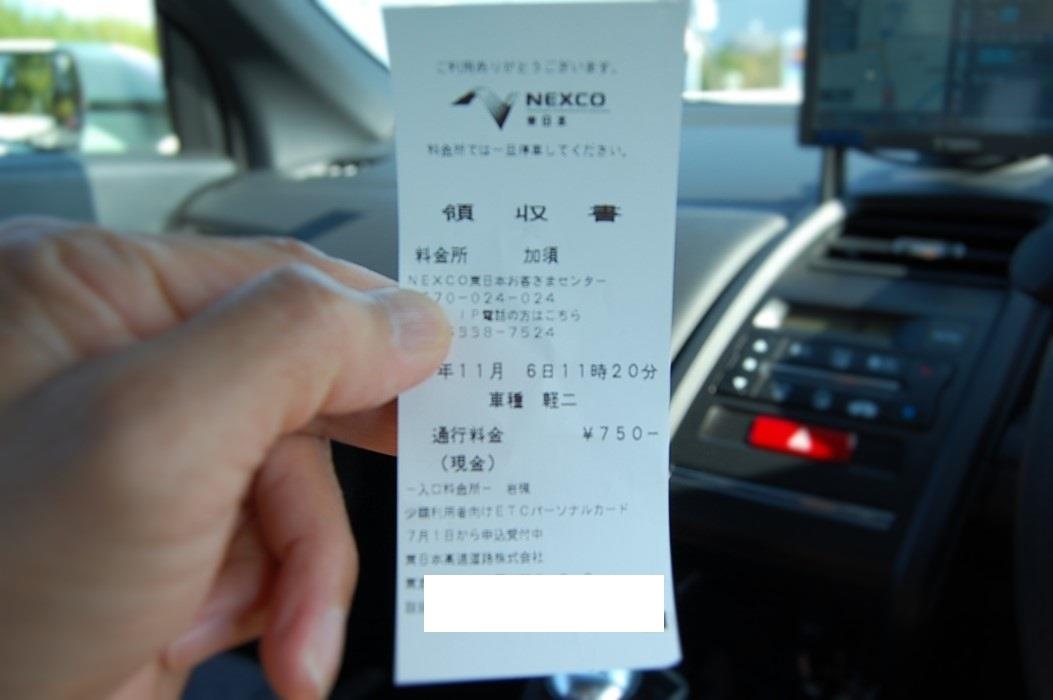 ご利用ありがとうございます。
NEXCO
東日本
料金所では一旦停車してください。
領収書
料金所 加須
NEXCO東日本お客さまセンター
570-024-024
IP電話の方はこちら
5338-7524
年11月 6日11時20分
車種 軽二
通行料金 ¥750-
(現金)
-入口料金所- 岩槻
少額利用者向けETCパーソナルカード
7月1日から申込受付中
東日本高速道路株式会社